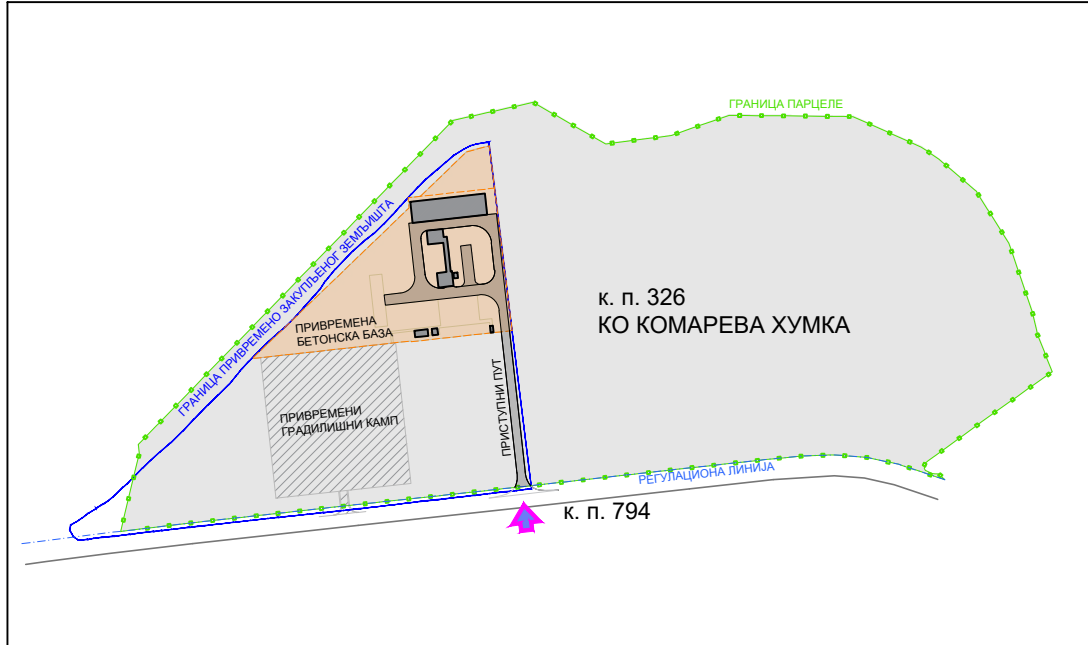 ГРАНИЦА ПАРЦЕЛЕ
ГРАНИЦА ПРИВРЕМЕНО ЗАКУПЉЕНОГ ЗЕМЉИШТА
к. п. 326
КО КОМАРЕВА ХУМКА
ПРИВРЕМЕНА
БЕТОНСКА БАЗА
ПРИВРЕМЕНИ
ГРАДИЛИШНИ КАМП
ПРИСТУПНИ ПУТ
РЕГУЛАЦИОНА ЛИНИЈА
к. п. 794